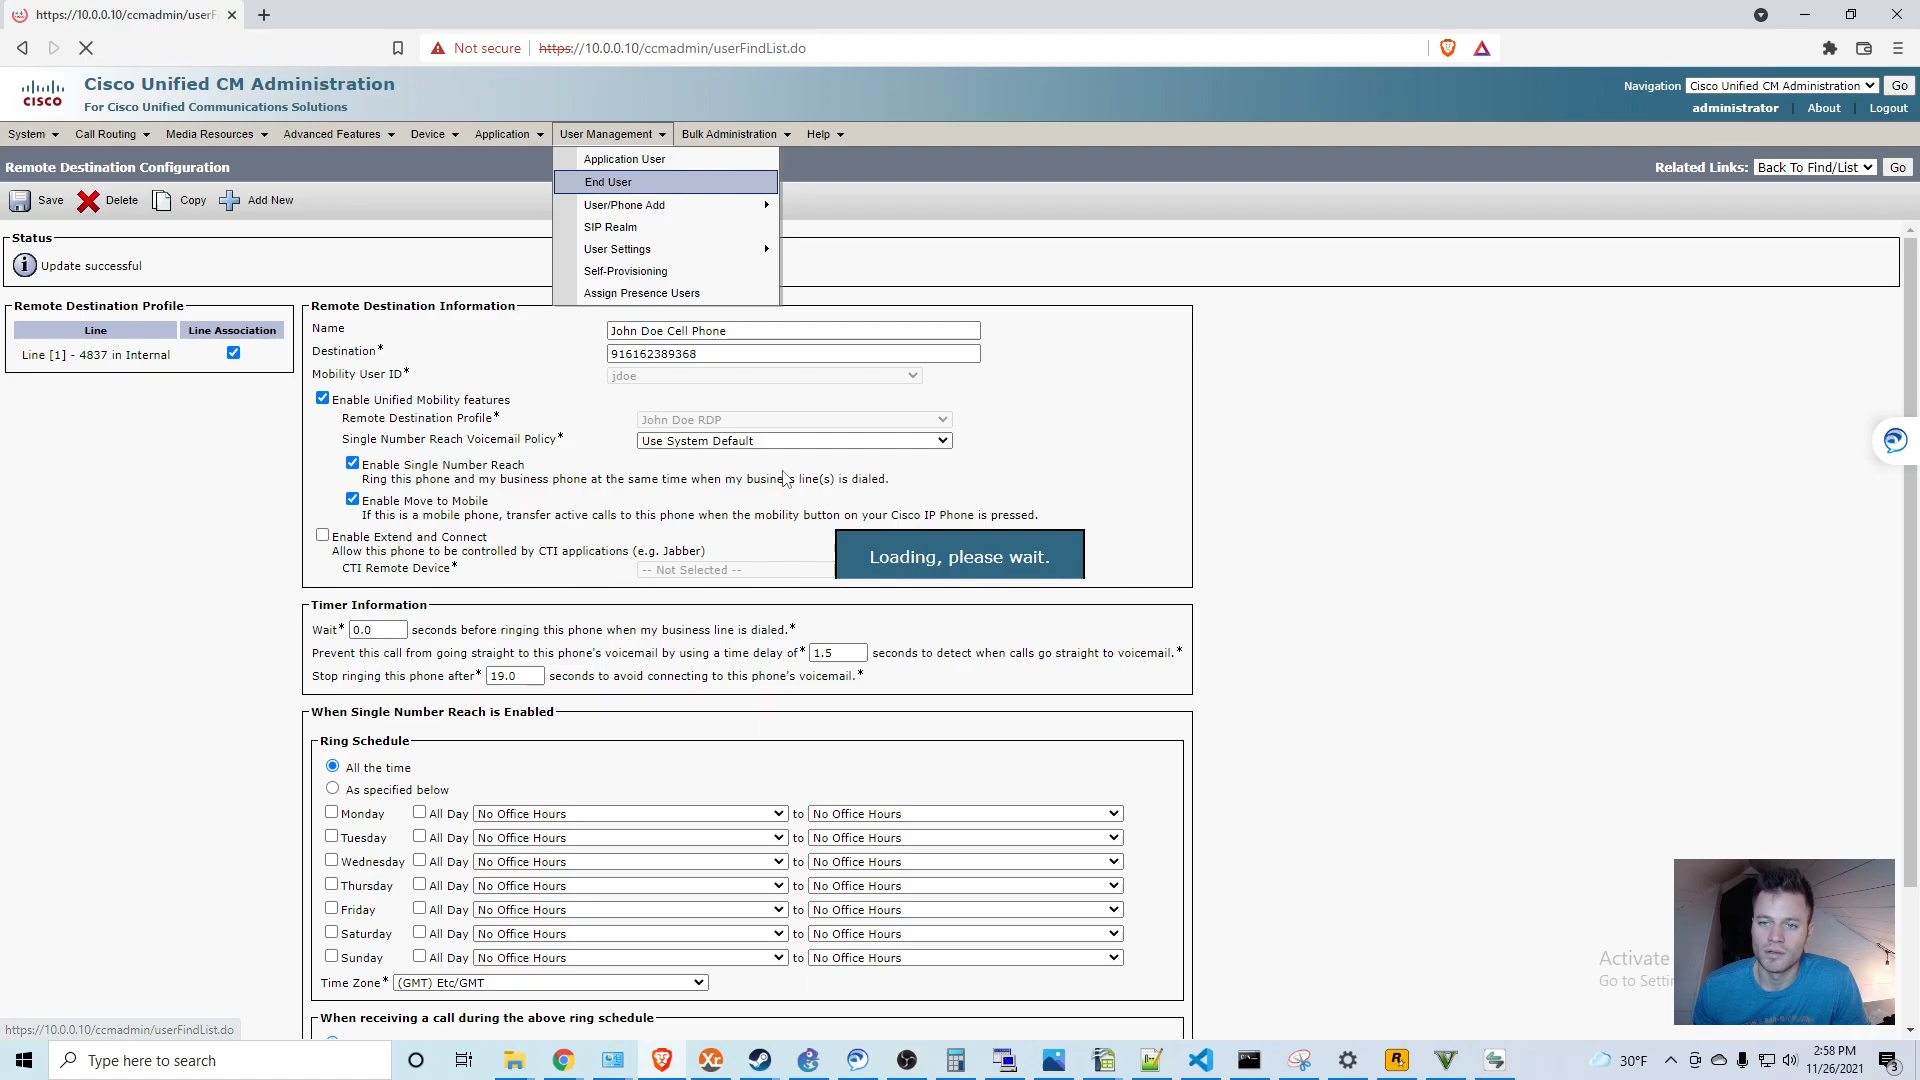 https://10.0.0.10/ccmadmin/userF
Not secure
https://10.0.0.10/ccmadmin/userFindList.do
CISCO
Cisco Unified CM Administration
For Cisco Unified Communications Solutions
Navigation Cisco Unified CM Administration Go
administrator | About | Logout
System Call Routing Media Resources Advanced Features Device Application User Management Bulk Administration Help
Application User
End User
User/Phone Add
SIP Realm
User Settings
Self-Provisioning
Assign Presence Users
Remote Destination Configuration
Related Links: Back To Find/List Go
Save Delete Copy Add New
Status
Update successful
Remote Destination Profile
Line Line Association
Line [1] - 4837 in Internal
Remote Destination Information
Name John Doe Cell Phone
Destination* 916162389368
Mobility User ID* jdoe
Enable Unified Mobility features
Remote Destination Profile* John Doe RDP
Single Number Reach Voicemail Policy* Use System Default
Enable Single Number Reach
Ring this phone and my business phone at the same time when my business line(s) is dialed.
Enable Move to Mobile
If this is a mobile phone, transfer active calls to this phone when the mobility button on your Cisco IP Phone is pressed.
Enable Extend and Connect
Allow this phone to be controlled by CTI applications (e.g. Jabber)
CTI Remote Device* -- Not Selected --
Loading, please wait.
Timer Information
Wait* 0.0 seconds before ringing this phone when my business line is dialed.*
Prevent this call from going straight to this phone's voicemail by using a time delay of* 1.5 seconds to detect when calls go straight to voicemail.*
Stop ringing this phone after* 19.0 seconds to avoid connecting to this phone's voicemail.*
When Single Number Reach is Enabled
Ring Schedule
All the time
As specified below
Monday All Day No Office Hours to No Office Hours
Tuesday All Day No Office Hours to No Office Hours
Wednesday All Day No Office Hours to No Office Hours
Thursday All Day No Office Hours to No Office Hours
Friday All Day No Office Hours to No Office Hours
Saturday All Day No Office Hours to No Office Hours
Sunday All Day No Office Hours to No Office Hours
Time Zone* (GMT) Etc/GMT
When receiving a call during the above ring schedule
Activate
Go to Setti
https://10.0.0.10/ccmadmin/userFindList.do
Type here to search
30°F
2:58 PM
11/26/2021
3